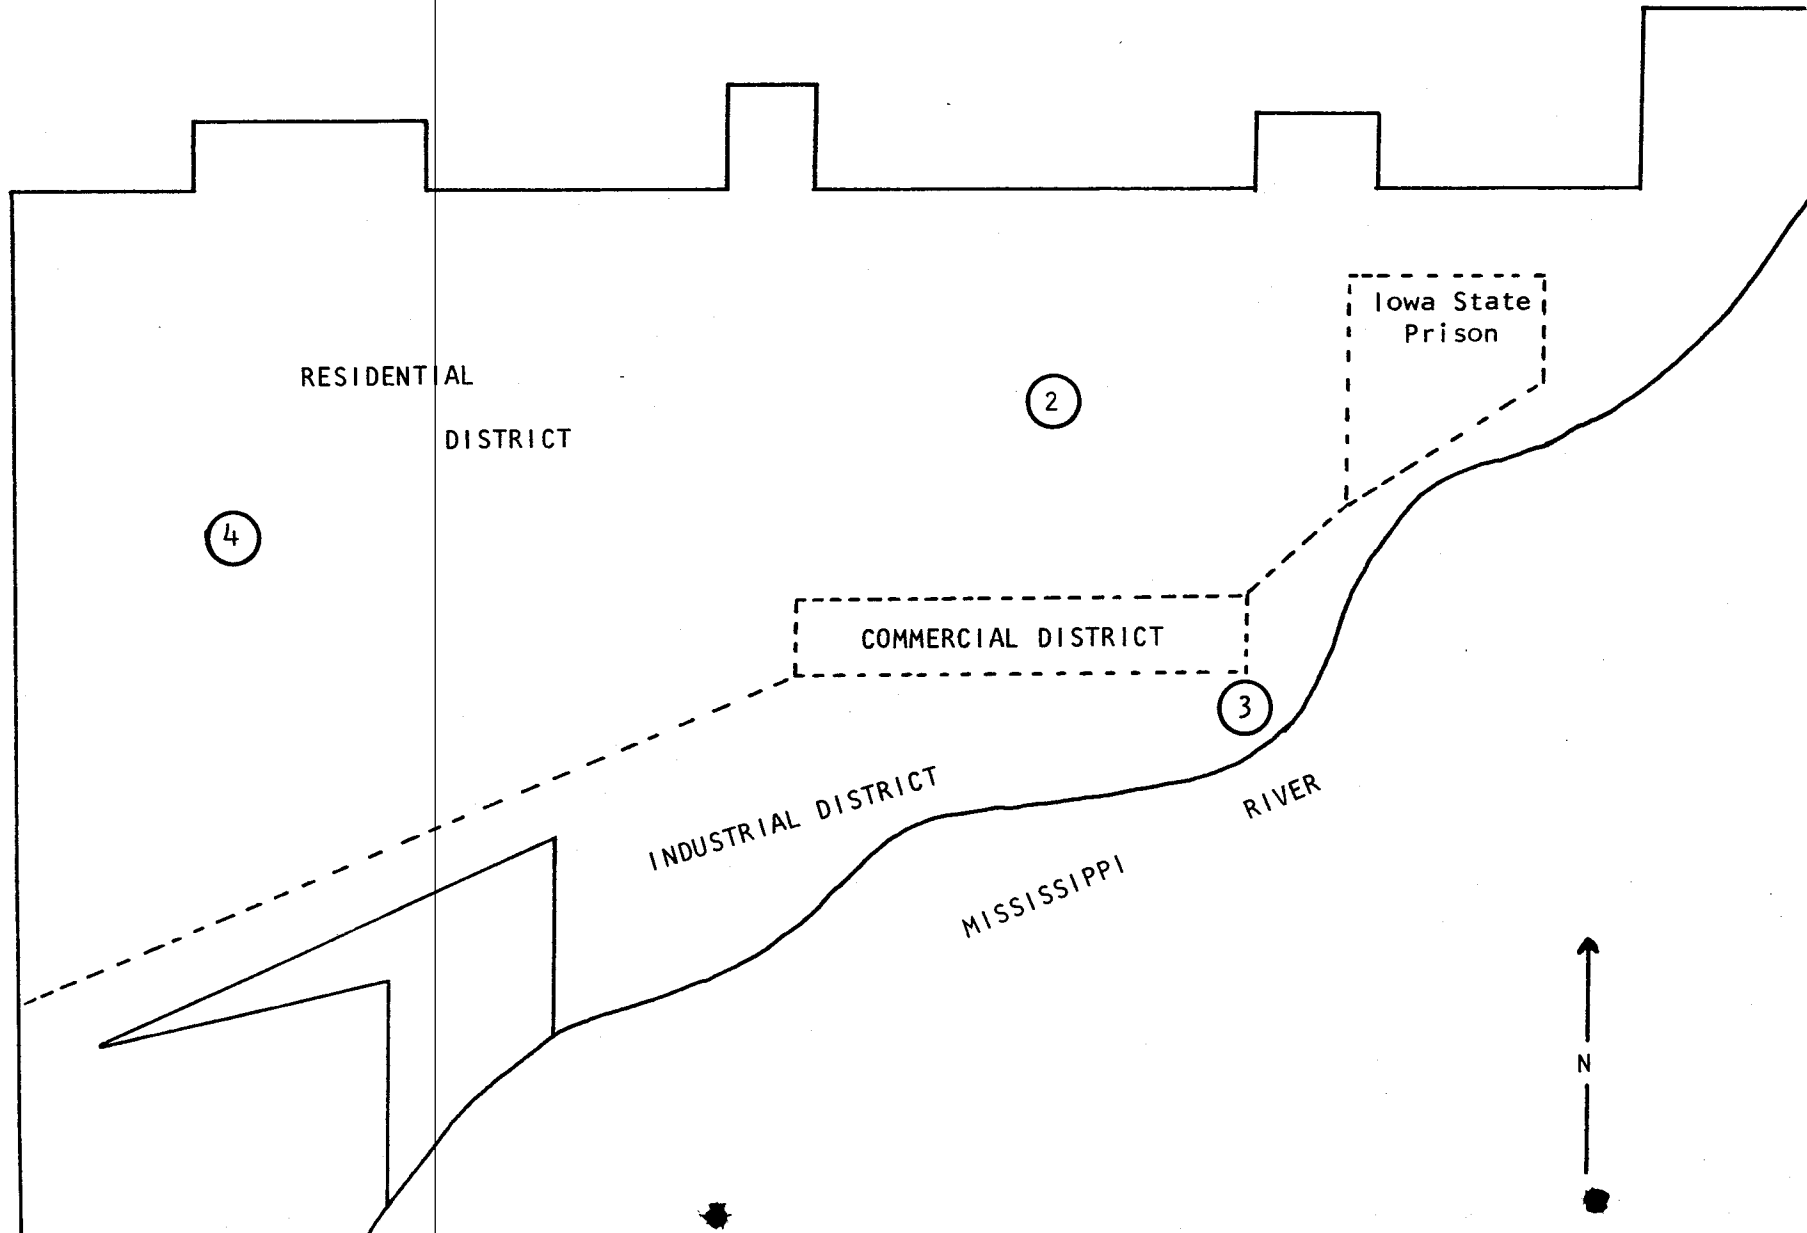 Iowa State
Prison
RESIDENTIAL
DISTRICT
2
4
COMMERCIAL DISTRICT
3
INDUSTRIAL DISTRICT
RIVER
MISSISSIPPI
N